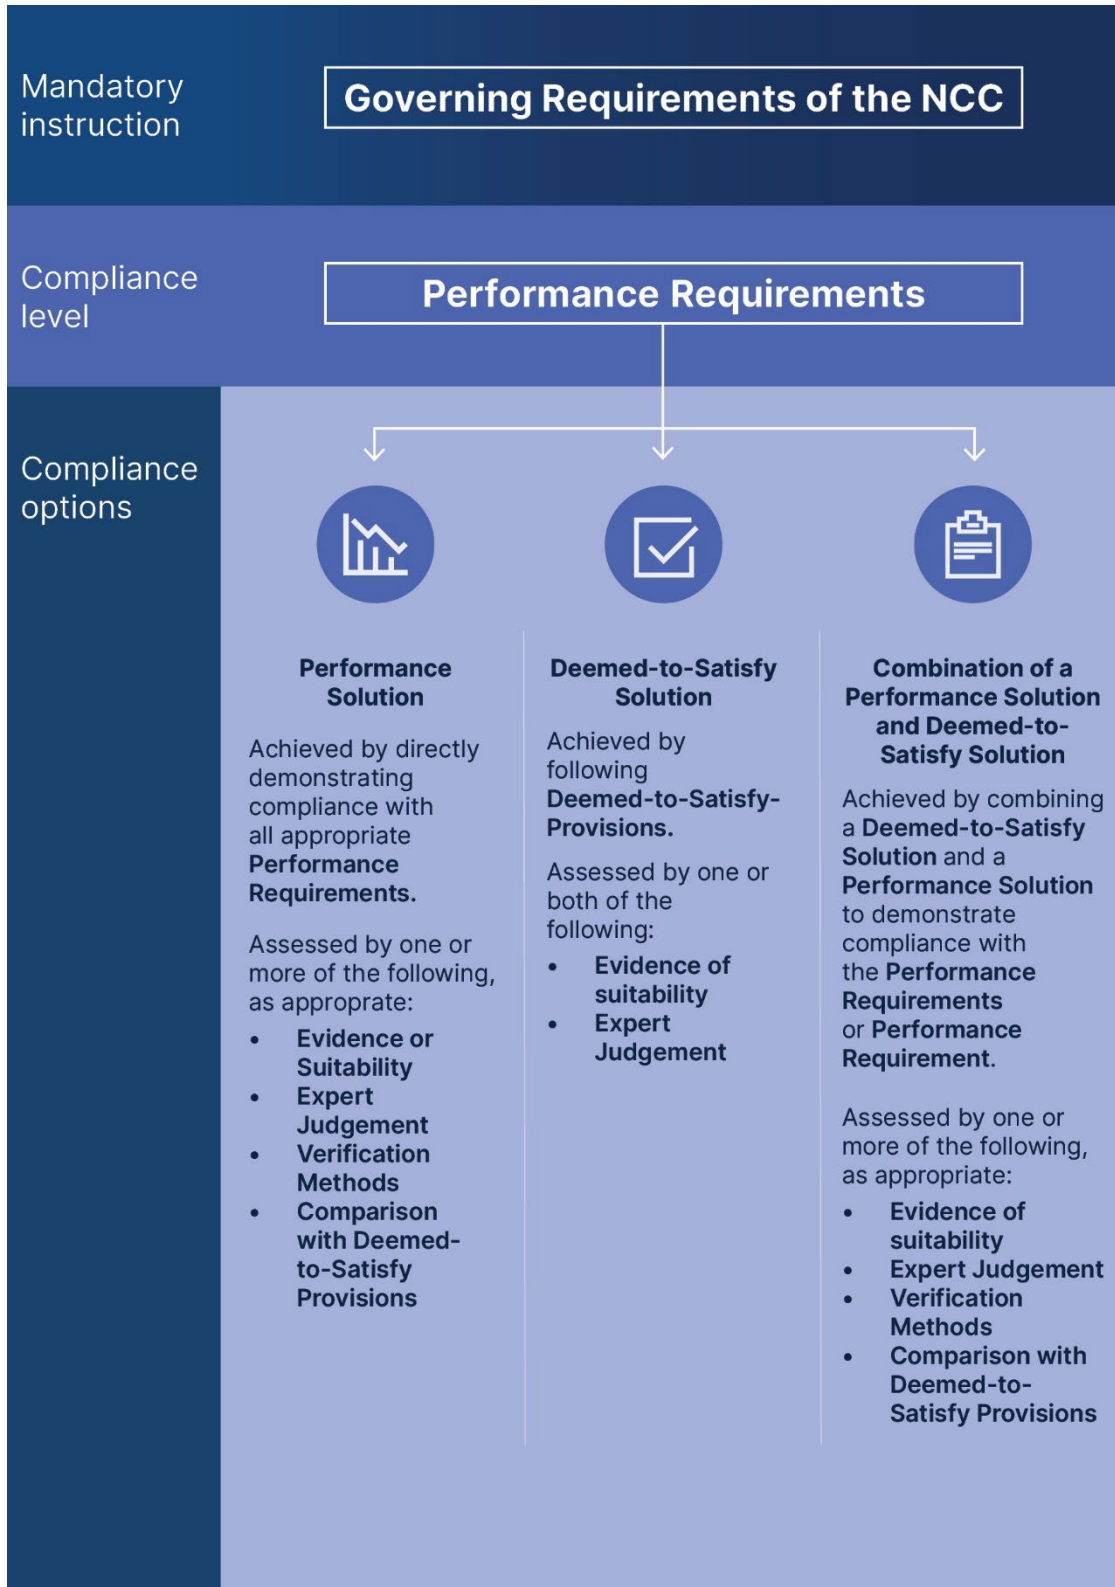 Mandatory
instruction
Governing Requirements of the NCC
Compliance
level
Performance Requirements
Compliance
options
Performance
Solution
Achieved by directly
demonstrating
compliance with
all appropriate
Performance
Requirements.
Assessed by one or
more of the following,
as approprate:
• Evidence or
Suitability
• Expert
Judgement
• Verification
Methods
• Comparison
with Deemed-
to-Satisfy
Provisions
Deemed-to-Satisfy
Solution
Achieved by
following
Deemed-to-Satisfy-
Provisions.
Assessed by one or
both of the
following:
• Evidence of
suitability
• Expert
Judgement
Combination of a
Performance Solution
and Deemed-to-
Satisfy Solution
Achieved by combining
a Deemed-to-Satisfy
Solution and a
Performance Solution
to demonstrate
compliance with
the Performance
Requirements
or Performance
Requirement.
Assessed by one or
more of the following,
as appropriate:
• Evidence of
suitability
• Expert Judgement
• Verification
Methods
• Comparison with
Deemed-to-
Satisfy Provisions